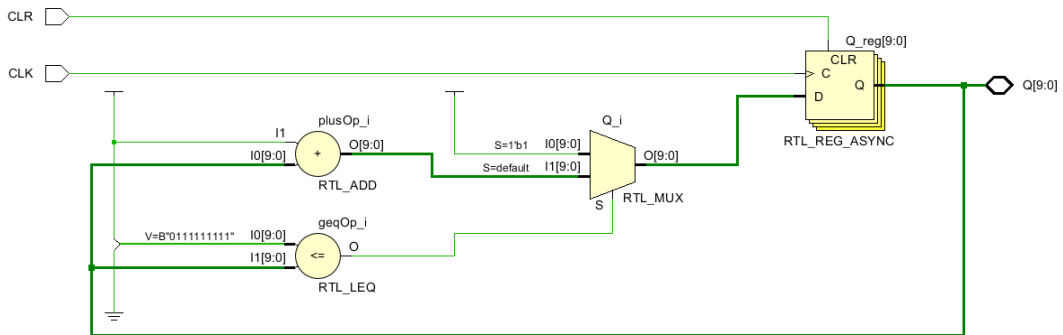 CLR
Q_reg[9:0]
CLR
CLK
C
Q
Q[9:0]
D
plusOp_i
Q_i
RTL_REG_ASYNC
I1
O[9:0]
S=1'b1
I0[9:0]
+
O[9:0]
I0[9:0]
S=default
I1[9:0]
RTL_ADD
S
RTL_MUX
geqOp_i
V=B"0111111111"
I0[9:0]
O
<=
I1[9:0]
RTL_LEQ